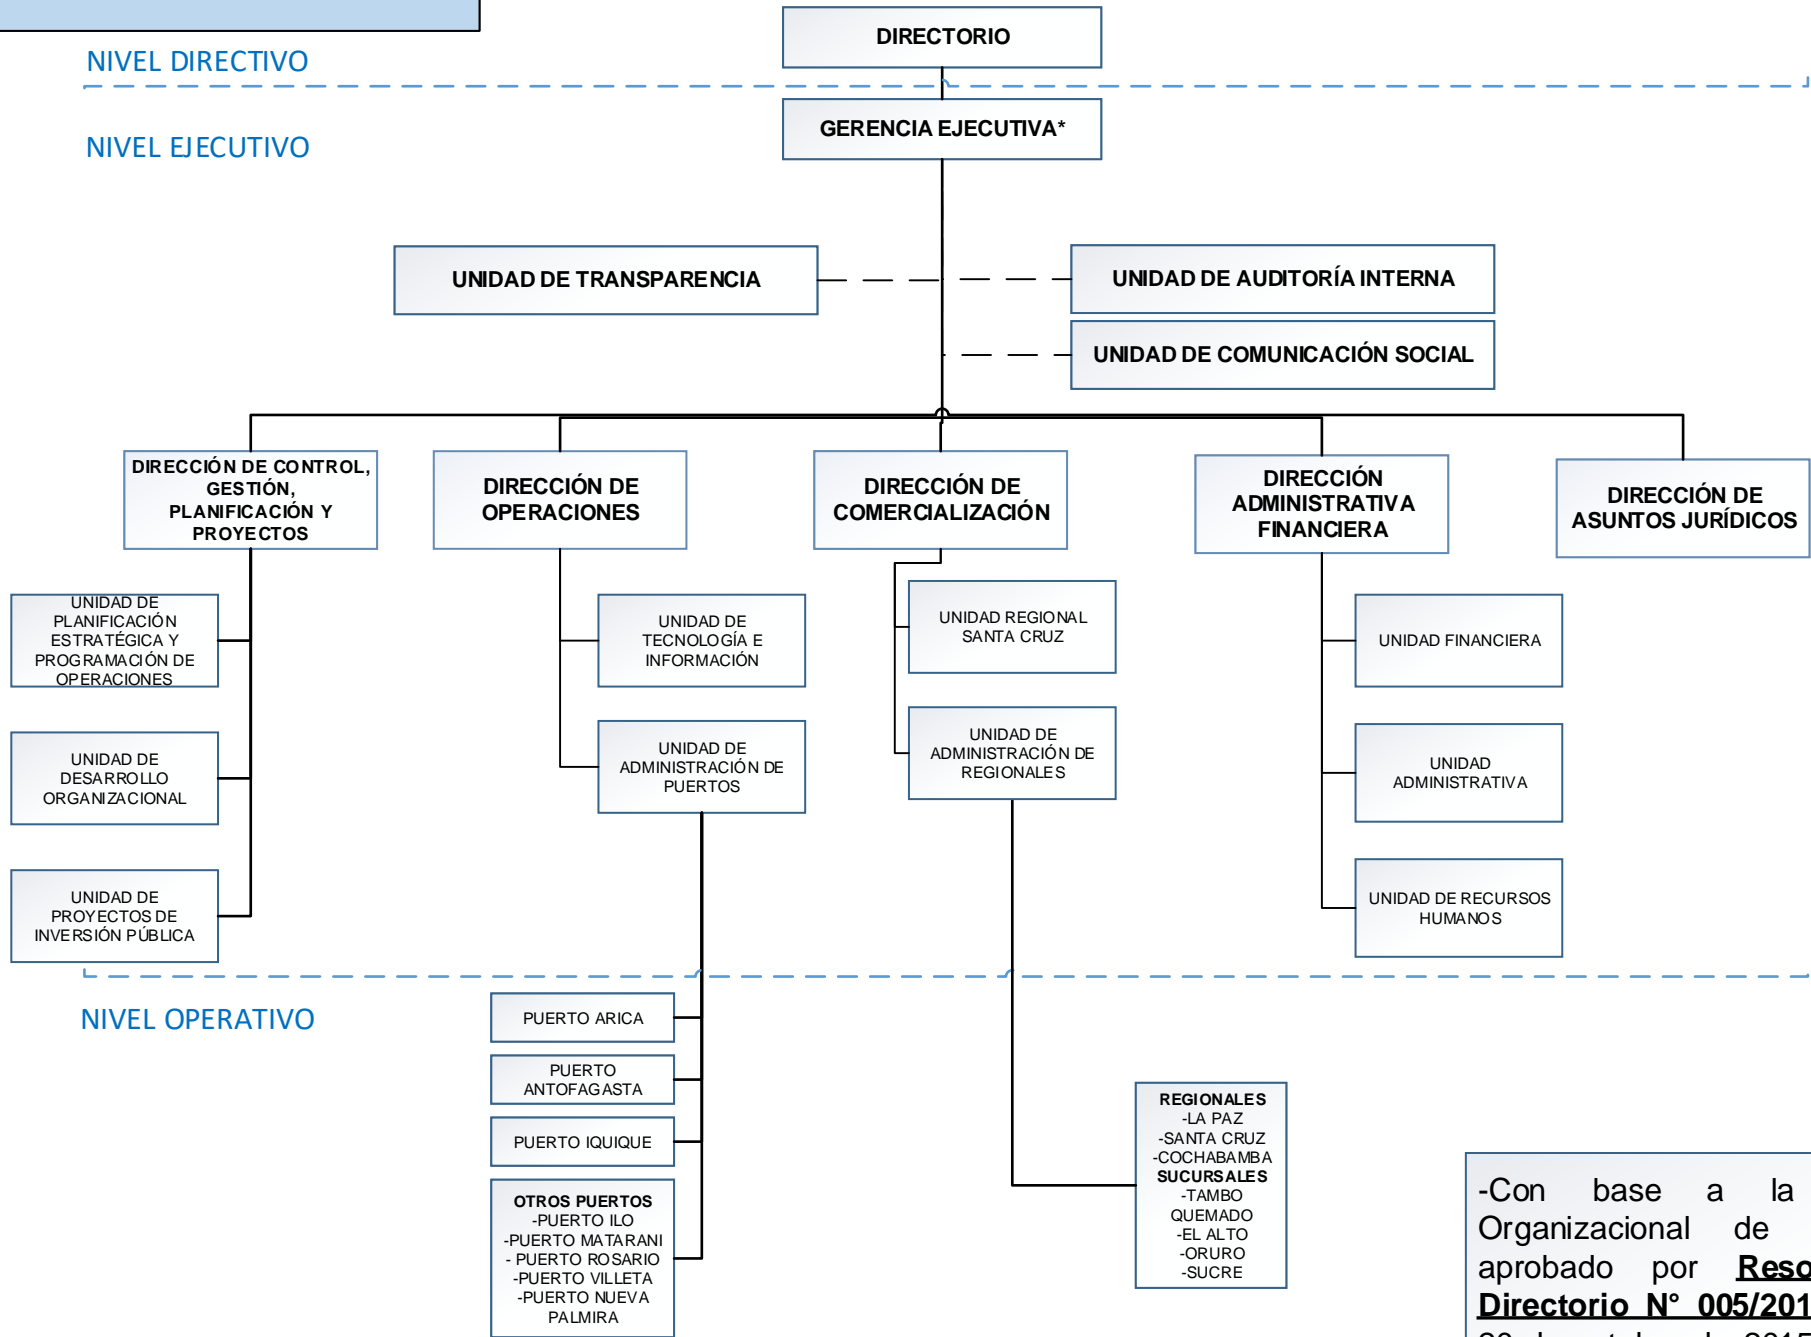 DIRECTORIO
NIVEL DIRECTIVO
GERENCIA EJECUTIVA*
NIVEL EJECUTIVO
UNIDAD DE TRANSPARENCIA
UNIDAD DE AUDITORÍA INTERNA
UNIDAD DE COMUNICACIÓN SOCIAL
DIRECCIÓN DE CONTROL,
GESTIÓN,
PLANIFICACIÓN Y
PROYECTOS
DIRECCIÓN DE
OPERACIONES
DIRECCIÓN DE
COMERCIALIZACIÓN
DIRECCIÓN
ADMINISTRATIVA
FINANCIERA
DIRECCIÓN DE
ASUNTOS JURÍDICOS
UNIDAD DE
PLANIFICACIÓN
ESTRATÉGICA Y
PROGRAMACIÓN DE
OPERACIONES
UNIDAD DE
TECNOLOGÍA E
INFORMACIÓN
UNIDAD REGIONAL
SANTA CRUZ
UNIDAD FINANCIERA
UNIDAD DE
DESARROLLO
ORGANIZACIONAL
UNIDAD DE
ADMINISTRACIÓN DE
PUERTOS
UNIDAD DE
ADMINISTRACIÓN DE
REGIONALES
UNIDAD
ADMINISTRATIVA
UNIDAD DE
PROYECTOS DE
INVERSIÓN PÚBLICA
UNIDAD DE RECURSOS
HUMANOS
NIVEL OPERATIVO
PUERTO ARICA
PUERTO
ANTOFAGASTA
PUERTO IQUIQUE
OTROS PUERTOS
-PUERTO ILO
-PUERTO MATARANI
- PUERTO ROSARIO
-PUERTO VILLETA
-PUERTO NUEVA
PALMIRA
REGIONALES
-LA PAZ
-SANTA CRUZ
-COCHABAMBA
SUCURSALES
-TAMBO
QUEMADO
-EL ALTO
-ORURO
-SUCRE
-Con base a la
Organizacional de
aprobado por
Directorio N° 005/201